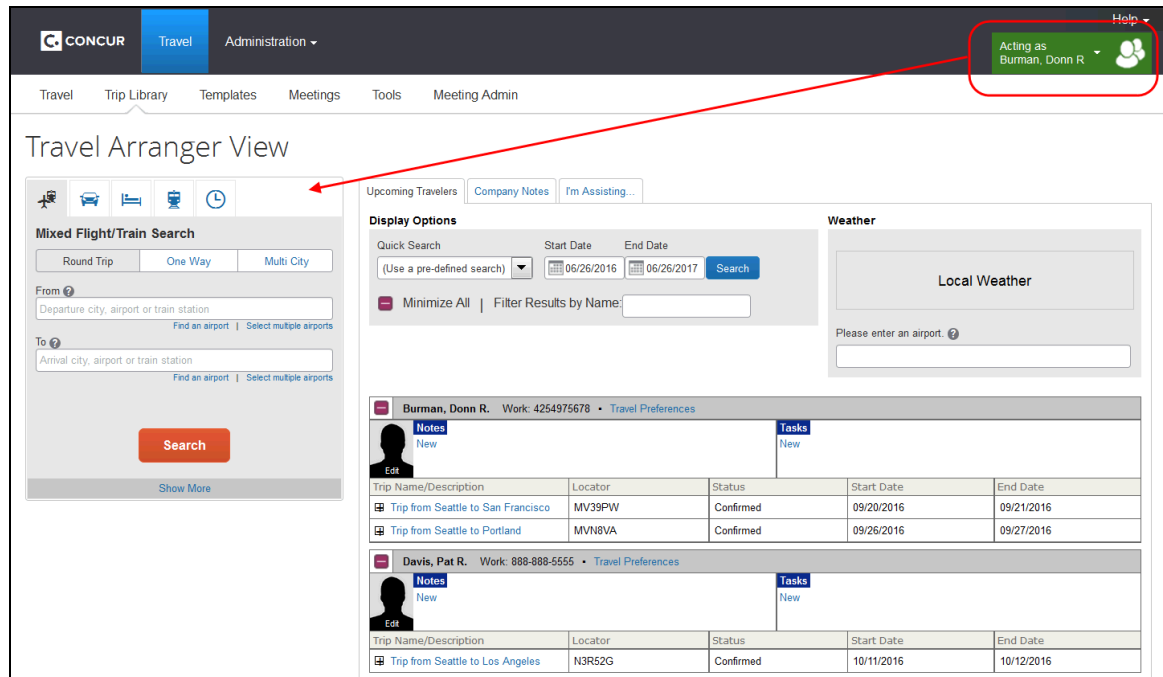 Help
C. CONCUR
Travel
Administration
Acting as
Burman, Donn R
Travel
Trip Library
Templates
Meetings
Tools
Meeting Admin
Travel Arranger View
Mixed Flight/Train Search
Round Trip
One Way
Multi City
From ?
Departure city, airport or train station
Find an airport | Select multiple airports
To ?
Arrival city, airport or train station
Find an airport | Select multiple airports
Search
Show More
Upcoming Travelers
Company Notes
I'm Assisting...
Display Options
Quick Search
Start Date
End Date
(Use a pre-defined search)
06/26/2016
06/26/2017
Search
Minimize All | Filter Results by Name:
Weather
Local Weather
Please enter an airport. ?
Burman, Donn R. Work: 4254975678 • Travel Preferences
Edit
Notes
New
Tasks
New
Trip Name/Description Locator Status Start Date End Date
Trip from Seattle to San Francisco MV39PW Confirmed 09/20/2016 09/21/2016
Trip from Seattle to Portland MVN8VA Confirmed 09/26/2016 09/27/2016
Davis, Pat R. Work: 888-888-5555 • Travel Preferences
Edit
Notes
New
Tasks
New
Trip Name/Description Locator Status Start Date End Date
Trip from Seattle to Los Angeles N3R52G Confirmed 10/11/2016 10/12/2016